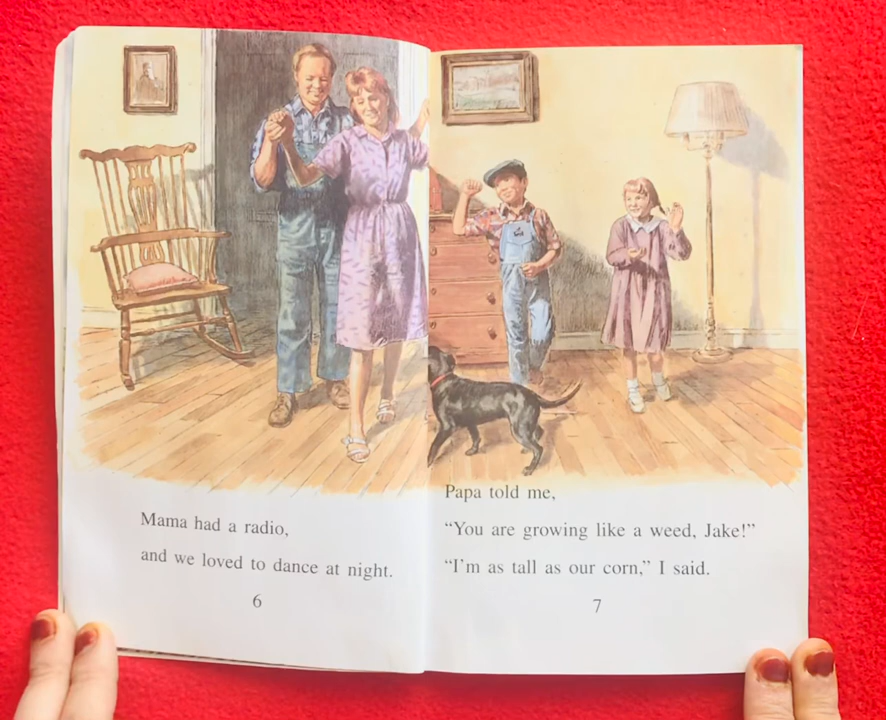 Mama had a radio,
and we loved to dance at night.
6
Papa told me,
“You are growing like a weed, Jake!”
“I’m as tall as our corn,” I said.
7